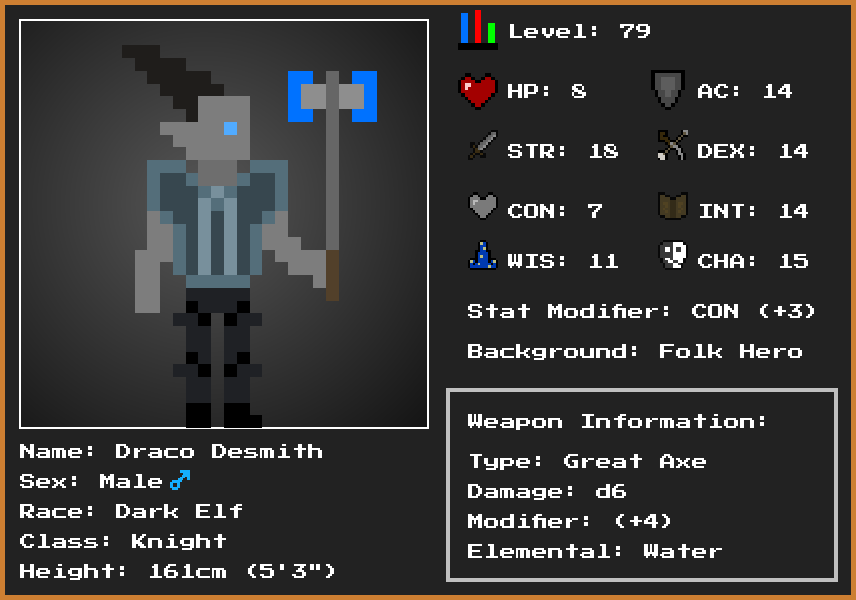 Level: 79
HP: 8 AC: 14
STR: 18 DEX: 14
CON: 7 INT: 14
WIS: 11 CHA: 15
Stat Modifier: CON (+3)
Background: Folk Hero
Weapon Information:
Type: Great Axe
Damage: d6
Modifier: (+4)
Elemental: Water
Name: Draco Desmith
Sex: Male ♂
Race: Dark Elf
Class: Knight
Height: 161cm (5'3")